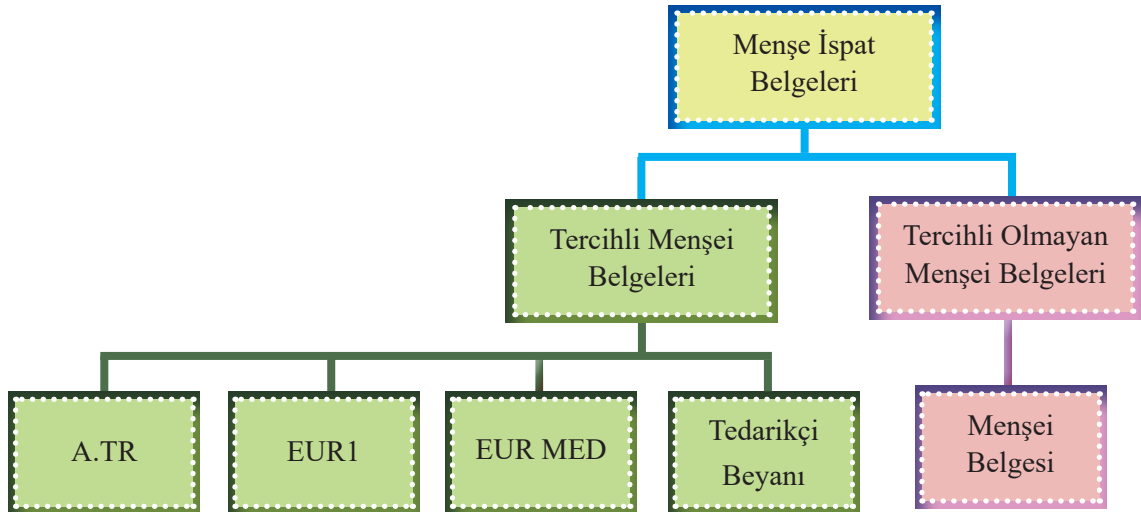 Menşe İspat
Belgeleri
Tercihli Menşei
Belgeleri
Tercihli Olmayan
Menşei Belgeleri
A.TR
EUR1
EUR MED
Tedarikçi
Beyanı
Menşei
Belgesi